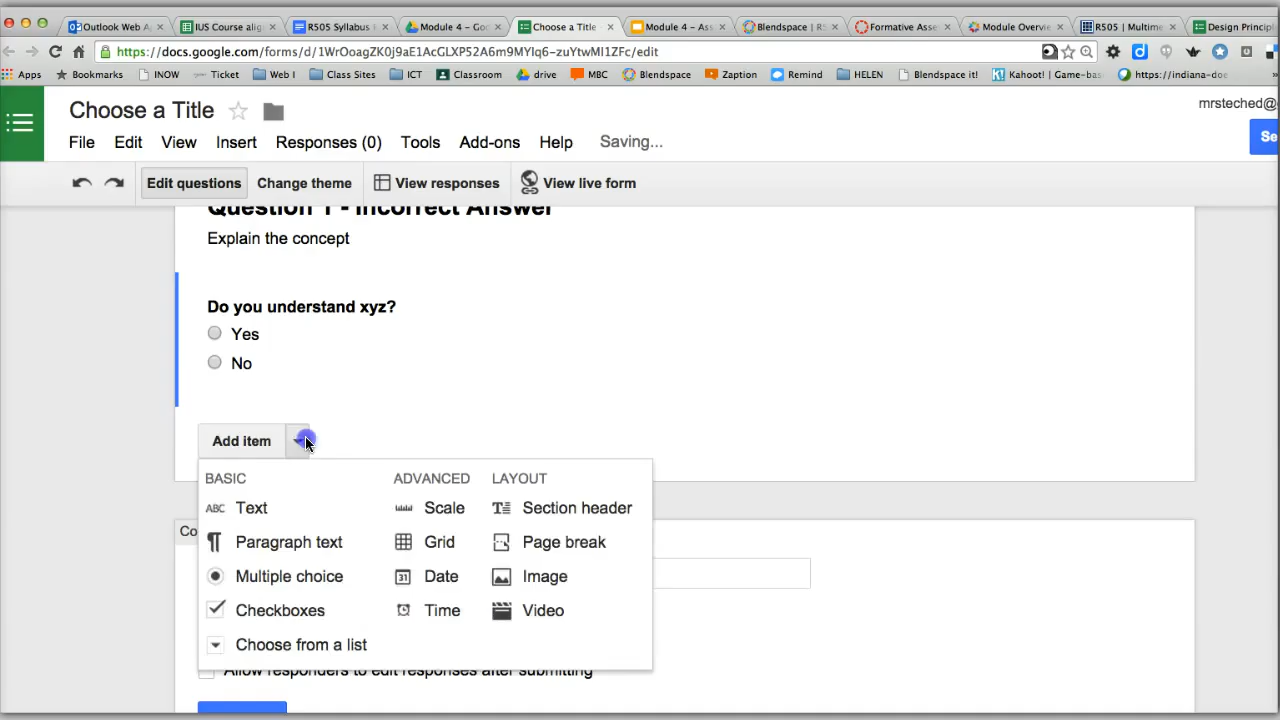 Outlook Web Ap
IUS Course alig
R505 Syllabus F
Module 4 – Goo
Choose a Title –
Module 4 – Ass
Blendspace | R5
Formative Asse
Module Overvie
R505 | Multime
Design Princip
https://docs.google.com/forms/d/1WrOoagZK0j9aE1AcGLXP52A6m9MYlq6–zuYtwMl1ZFc/edit
Apps Bookmarks INOW Ticket Web I Class Sites ICT Classroom drive MBC Blendspace Zaption Remind HELEN Blendspace it! Kahoot! | Game-bas https://indiana-doe
Choose a Title
mrsteched@
File Edit View Insert Responses (0) Tools Add-ons Help Saving...
Se
Edit questions Change theme View responses View live form
Question 1 - Incorrect Answer
Explain the concept
Do you understand xyz?
Yes
No
Add item
BASIC ADVANCED LAYOUT
ABC Text Scale Section header
Co
Paragraph text Grid Page break
Multiple choice 31 Date Image
Checkboxes Time Video
Choose from a list
Allow responders to edit responses after submitting